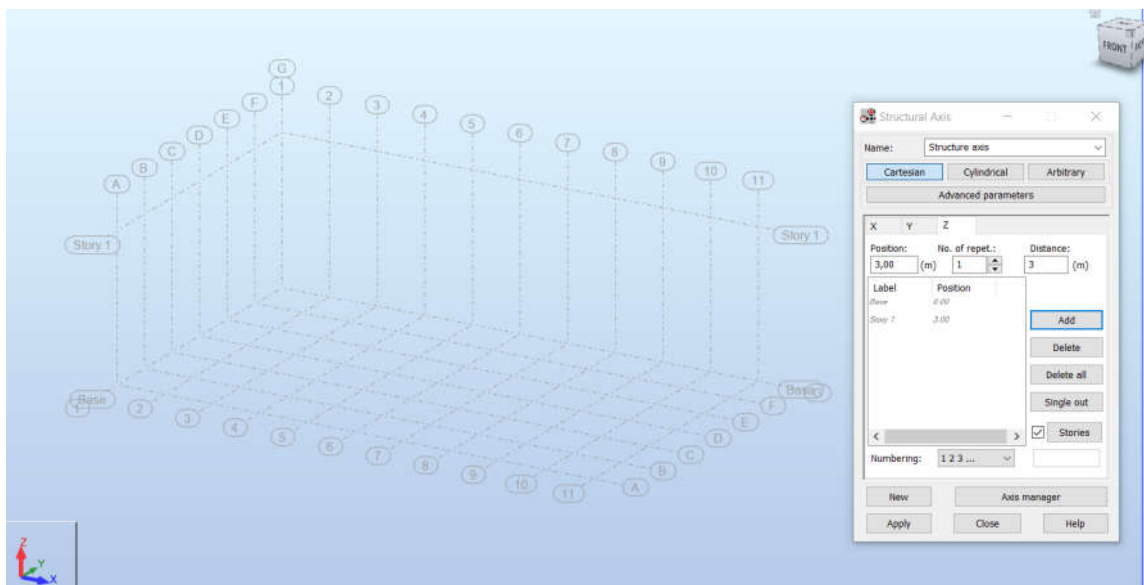 G
1
2
3
4
5
6
7
8
9
10
11
F
E
D
C
B
A
Story 1
Story 1
Base
1
2
3
4
5
6
7
8
9
10
11
A
B
C
D
E
F
Base
FRONT
Z
Y
X
Structural Axis
Name: Structure axis
Cartesian Cylindrical Arbitrary
Advanced parameters
X Y Z
Position: No. of repet.: Distance:
3,00 (m) 1 3 (m)
Label Position
Base 0.00
Story 1 3.00
Add
Delete
Delete all
Single out
Stories
Numbering: 1 2 3 ...
New Axis manager
Apply Close Help